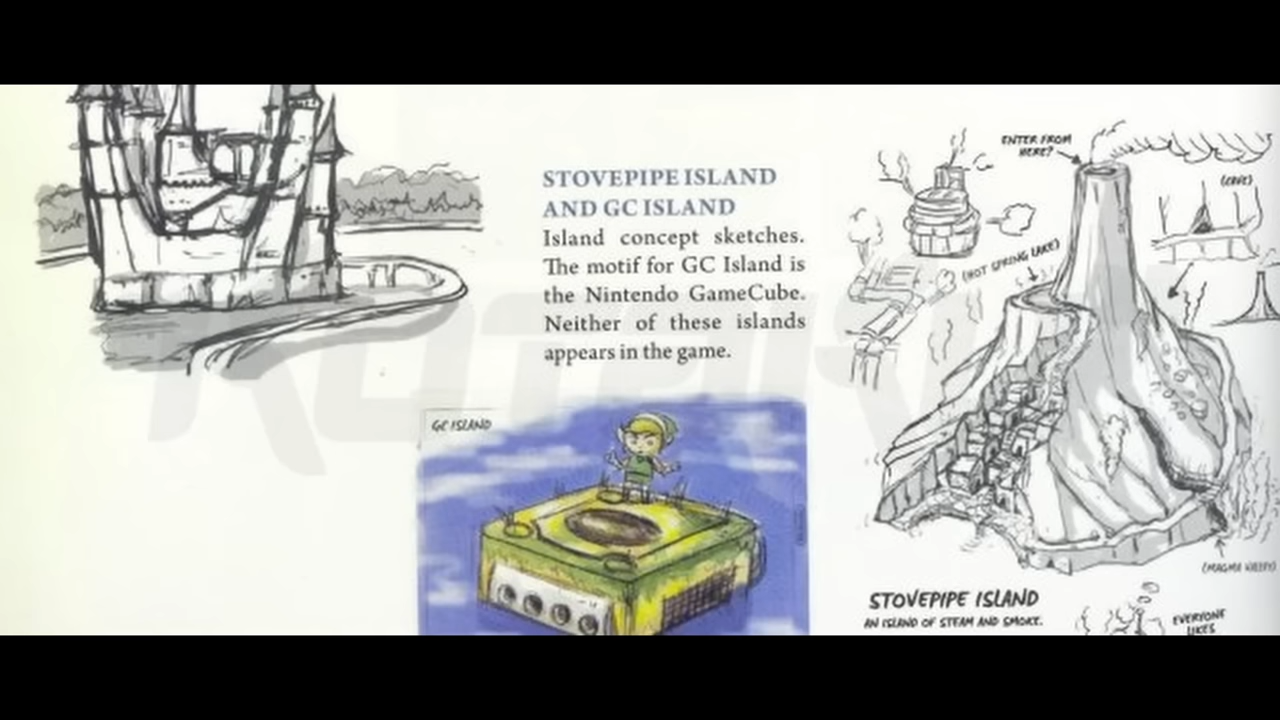 STOVEPIPE ISLAND
AND GC ISLAND
Island concept sketches.
The motif for GC Island is
the Nintendo GameCube.
Neither of these islands
appears in the game.
GC ISLAND
ENTER FROM
HERE?
(CAVE)
(HOT SPRING LAKE)
(MAGMA VALLEY)
STOVEPIPE ISLAND
AN ISLAND OF STEAM AND SMOKE.
EVERYONE
LIKES
KOTAKU